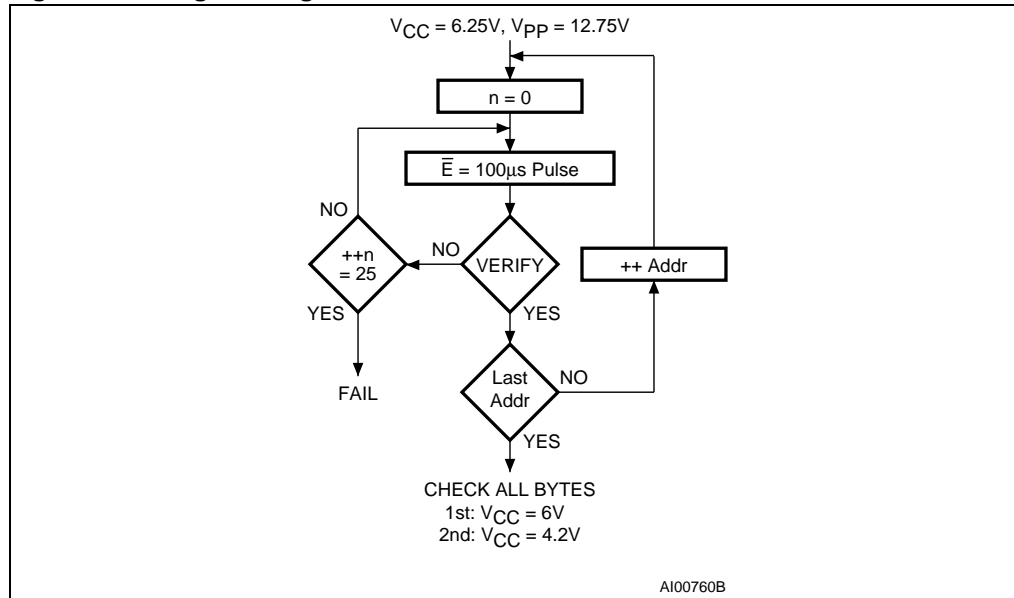 VCC = 6.25V, VPP = 12.75V
n = 0
E̅ = 100μs Pulse
NO
++n
= 25
NO
VERIFY
++ Addr
YES
YES
FAIL
Last
Addr
NO
YES
CHECK ALL BYTES
1st: VCC = 6V
2nd: VCC = 4.2V
AI00760B